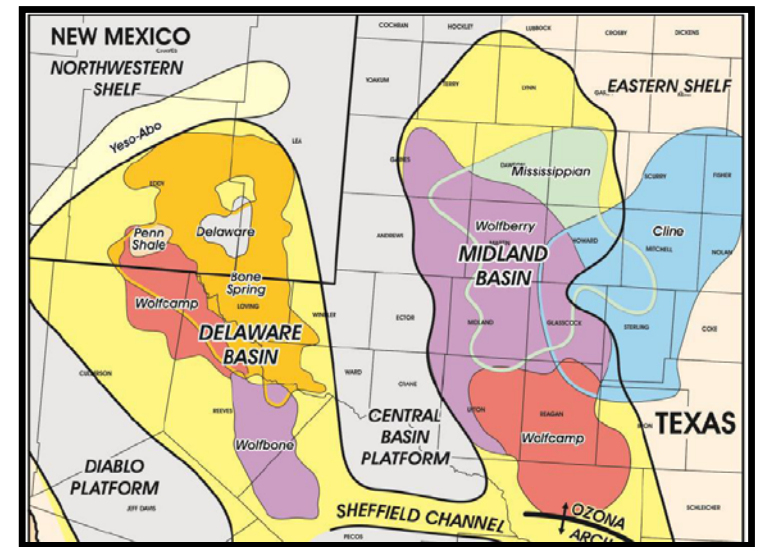 COCHRAN
HOCKLEY
LUBBOCK
CROSBY
DICKENS
NEW MEXICO
NORTHWESTERN
SHELF
YOAKUM
TERRY
LYNN
EASTERN SHELF
Yeso-Abo
LEA
GAINES
DAWSON
Mississippian
EDDY
SCURRY
FISHER
Penn
Shale
Delaware
ANDREWS
Wolfberry
MARTIN
HOWARD
Cline
MITCHELL
NOLAN
MIDLAND
BASIN
Bone
Spring
Wolfcamp
LOVING
WINKLER
ECTOR
MIDLAND
GLASSCOCK
STERLING
COKE
DELAWARE
BASIN
CULBERSON
WARD
CRANE
REEVES
UPTON
REAGAN
IRON
TEXAS
CENTRAL
BASIN
PLATFORM
Wolfcamp
Wolfbone
DIABLO
PLATFORM
JEFF DAVIS
SHEFFIELD CHANNEL
OZONA
ARCH
SCHLEICHER
PECOS